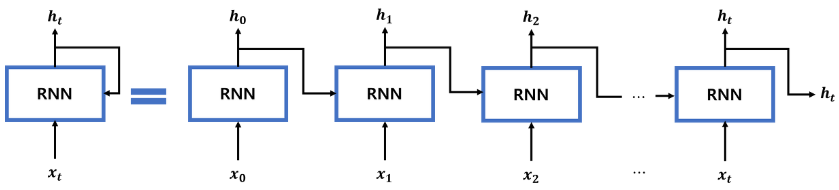 h_t h_0 h_1 h_2 h_t
RNN RNN RNN RNN ... RNN h_t
x_t x_0 x_1 x_2 ... x_t